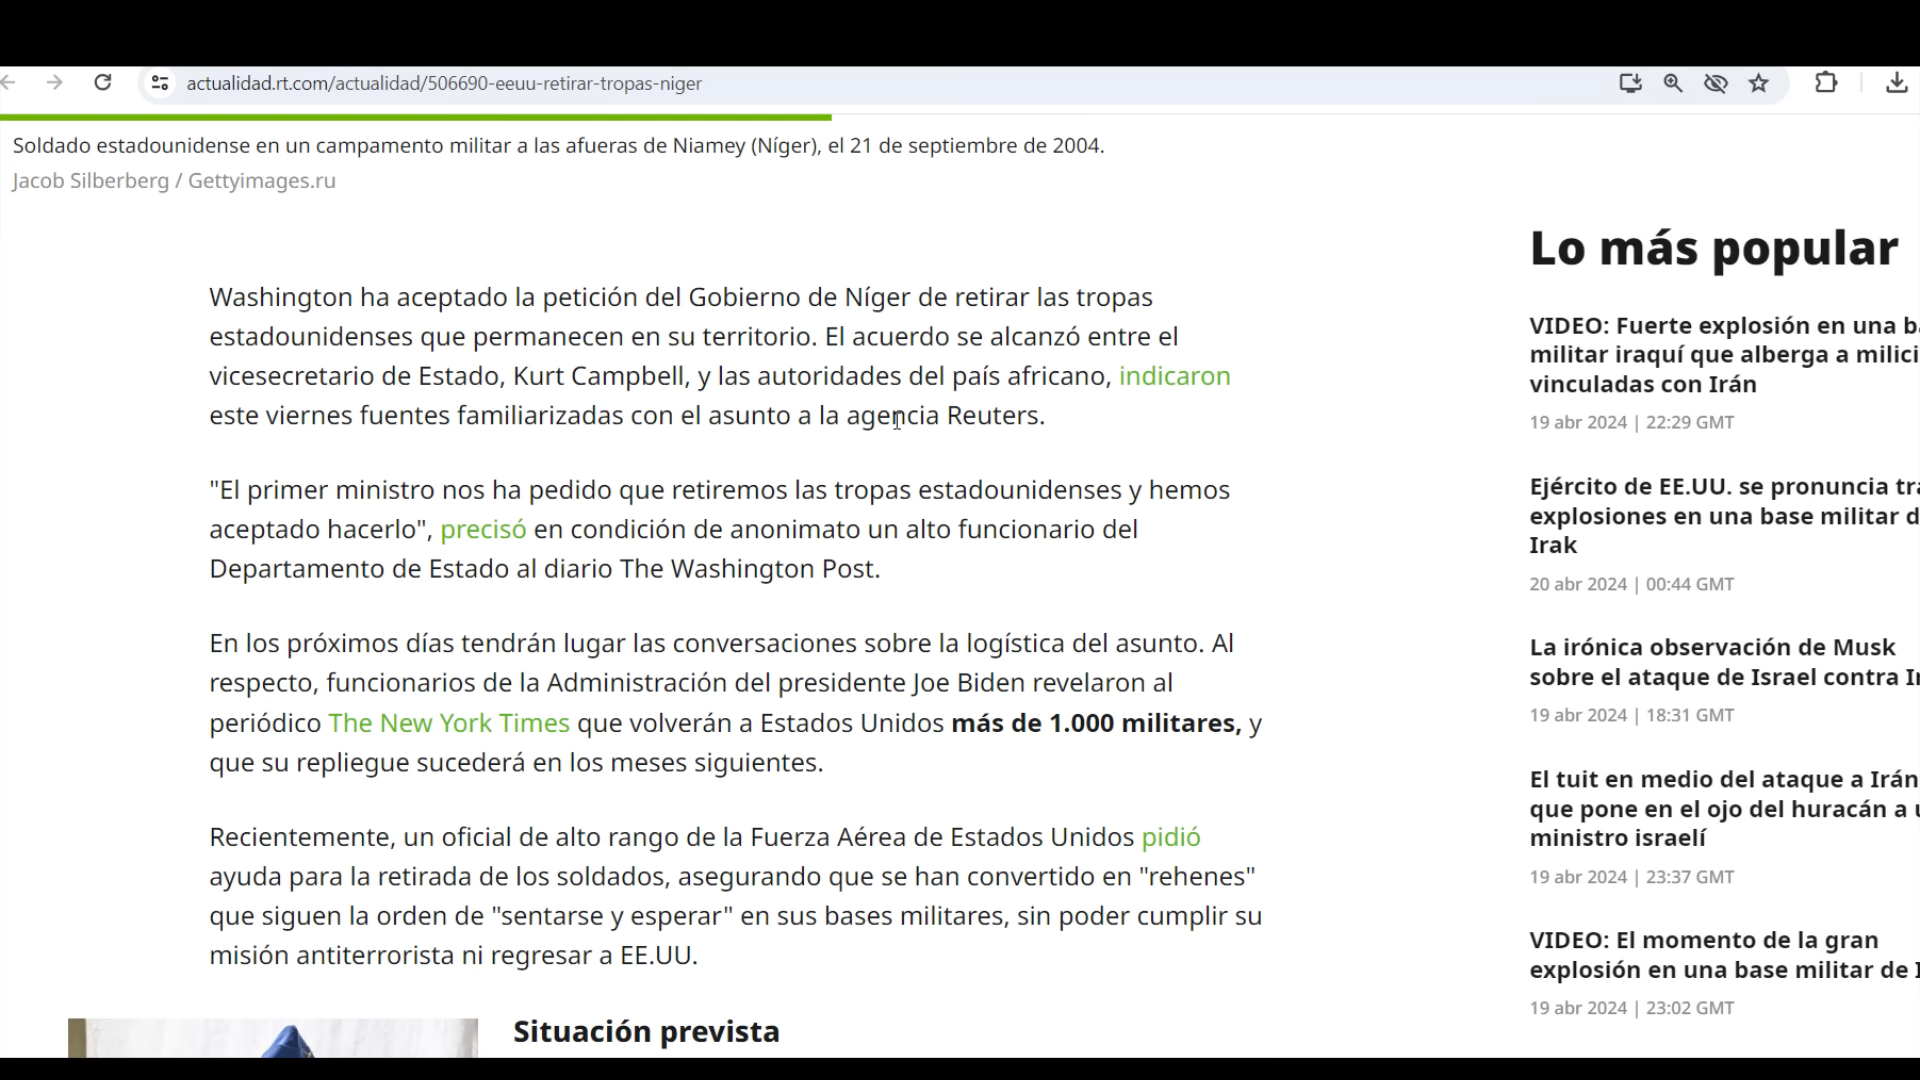 actualidad.rt.com/actualidad/506690-eeuu-retirar-tropas-niger
Soldado estadounidense en un campamento militar a las afueras de Niamey (Níger), el 21 de septiembre de 2004.
Jacob Silberberg / Gettyimages.ru
Washington ha aceptado la petición del Gobierno de Níger de retirar las tropas
estadounidenses que permanecen en su territorio. El acuerdo se alcanzó entre el
vicesecretario de Estado, Kurt Campbell, y las autoridades del país africano, indicaron
este viernes fuentes familiarizadas con el asunto a la agencia Reuters.
"El primer ministro nos ha pedido que retiremos las tropas estadounidenses y hemos
aceptado hacerlo", precisó en condición de anonimato un alto funcionario del
Departamento de Estado al diario The Washington Post.
En los próximos días tendrán lugar las conversaciones sobre la logística del asunto. Al
respecto, funcionarios de la Administración del presidente Joe Biden revelaron al
periódico The New York Times que volverán a Estados Unidos más de 1.000 militares, y
que su repliegue sucederá en los meses siguientes.
Recientemente, un oficial de alto rango de la Fuerza Aérea de Estados Unidos pidió
ayuda para la retirada de los soldados, asegurando que se han convertido en "rehenes"
que siguen la orden de "sentarse y esperar" en sus bases militares, sin poder cumplir su
misión antiterrorista ni regresar a EE.UU.
Situación prevista
Lo más popular
VIDEO: Fuerte explosión en una
militar iraquí que alberga a
vinculadas con Irán
19 abr 2024 | 22:29 GMT
Ejército de EE.UU. se pronuncia
explosiones en una base militar
Irak
20 abr 2024 | 00:44 GMT
La irónica observación de Musk
sobre el ataque de Israel contra
19 abr 2024 | 18:31 GMT
El tuit en medio del ataque a Irán
que pone en el ojo del huracán a
ministro israelí
19 abr 2024 | 23:37 GMT
VIDEO: El momento de la gran
explosión en una base militar de
19 abr 2024 | 23:02 GMT